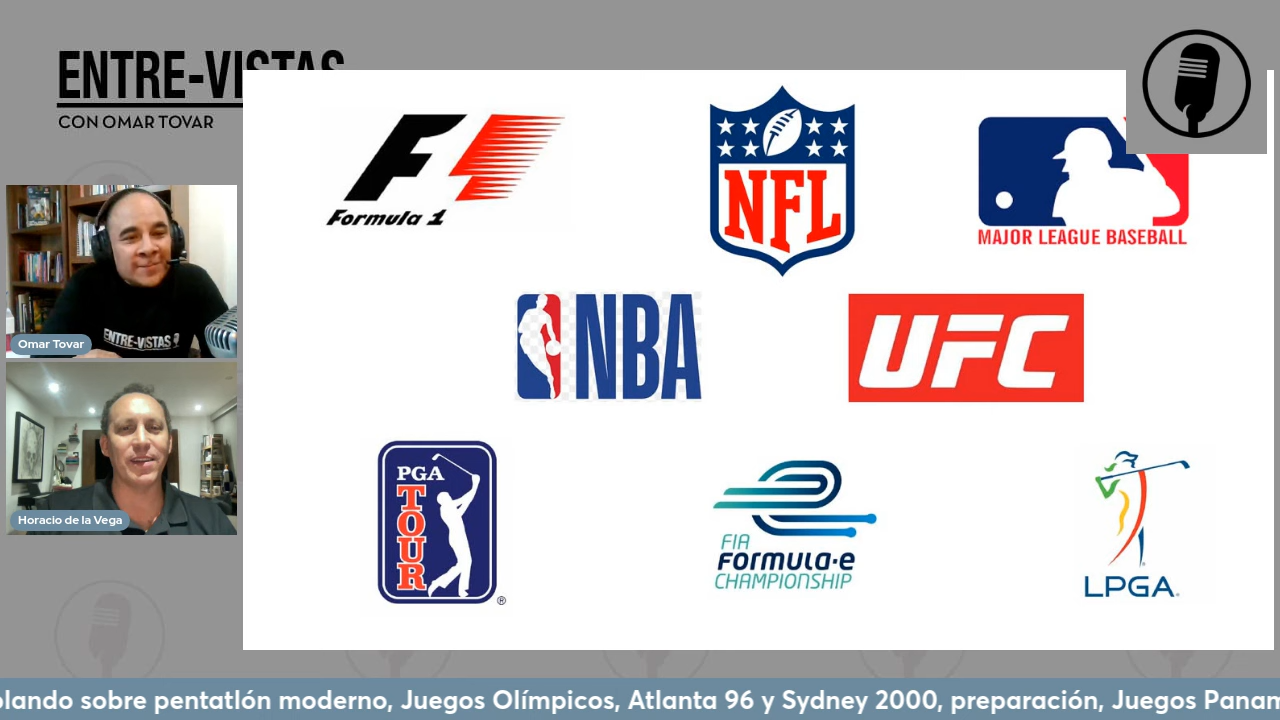 ENTRE-VISTAS
CON OMAR TOVAR
F1
Formula 1
NFL
MAJOR LEAGUE BASEBALL
NBA
UFC
PGA
TOUR
®
FIA
FORMULA-E
CHAMPIONSHIP
LPGA
ENTRE-VISTAS
Omar Tovar
Horacio de la Vega
blando sobre pentatlón moderno, Juegos Olímpicos, Atlanta 96 y Sydney 2000, preparación, Juegos Panam